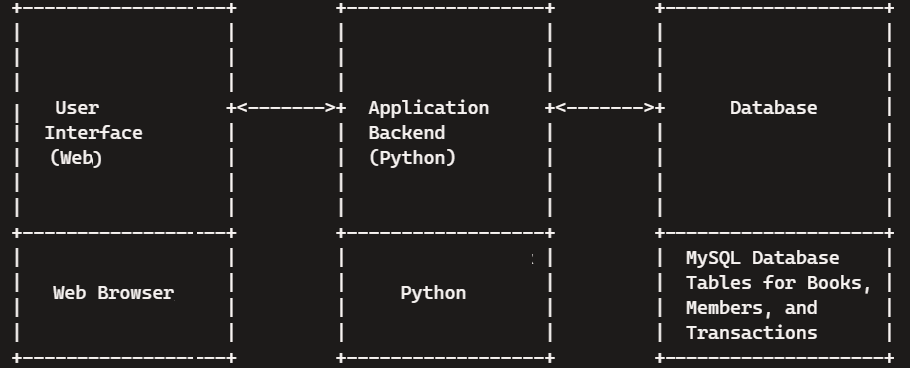 User
Interface
(Web)
Application
Backend
(Python)
Database
Web Browser
Python
MySQL Database
Tables for Books,
Members, and
Transactions